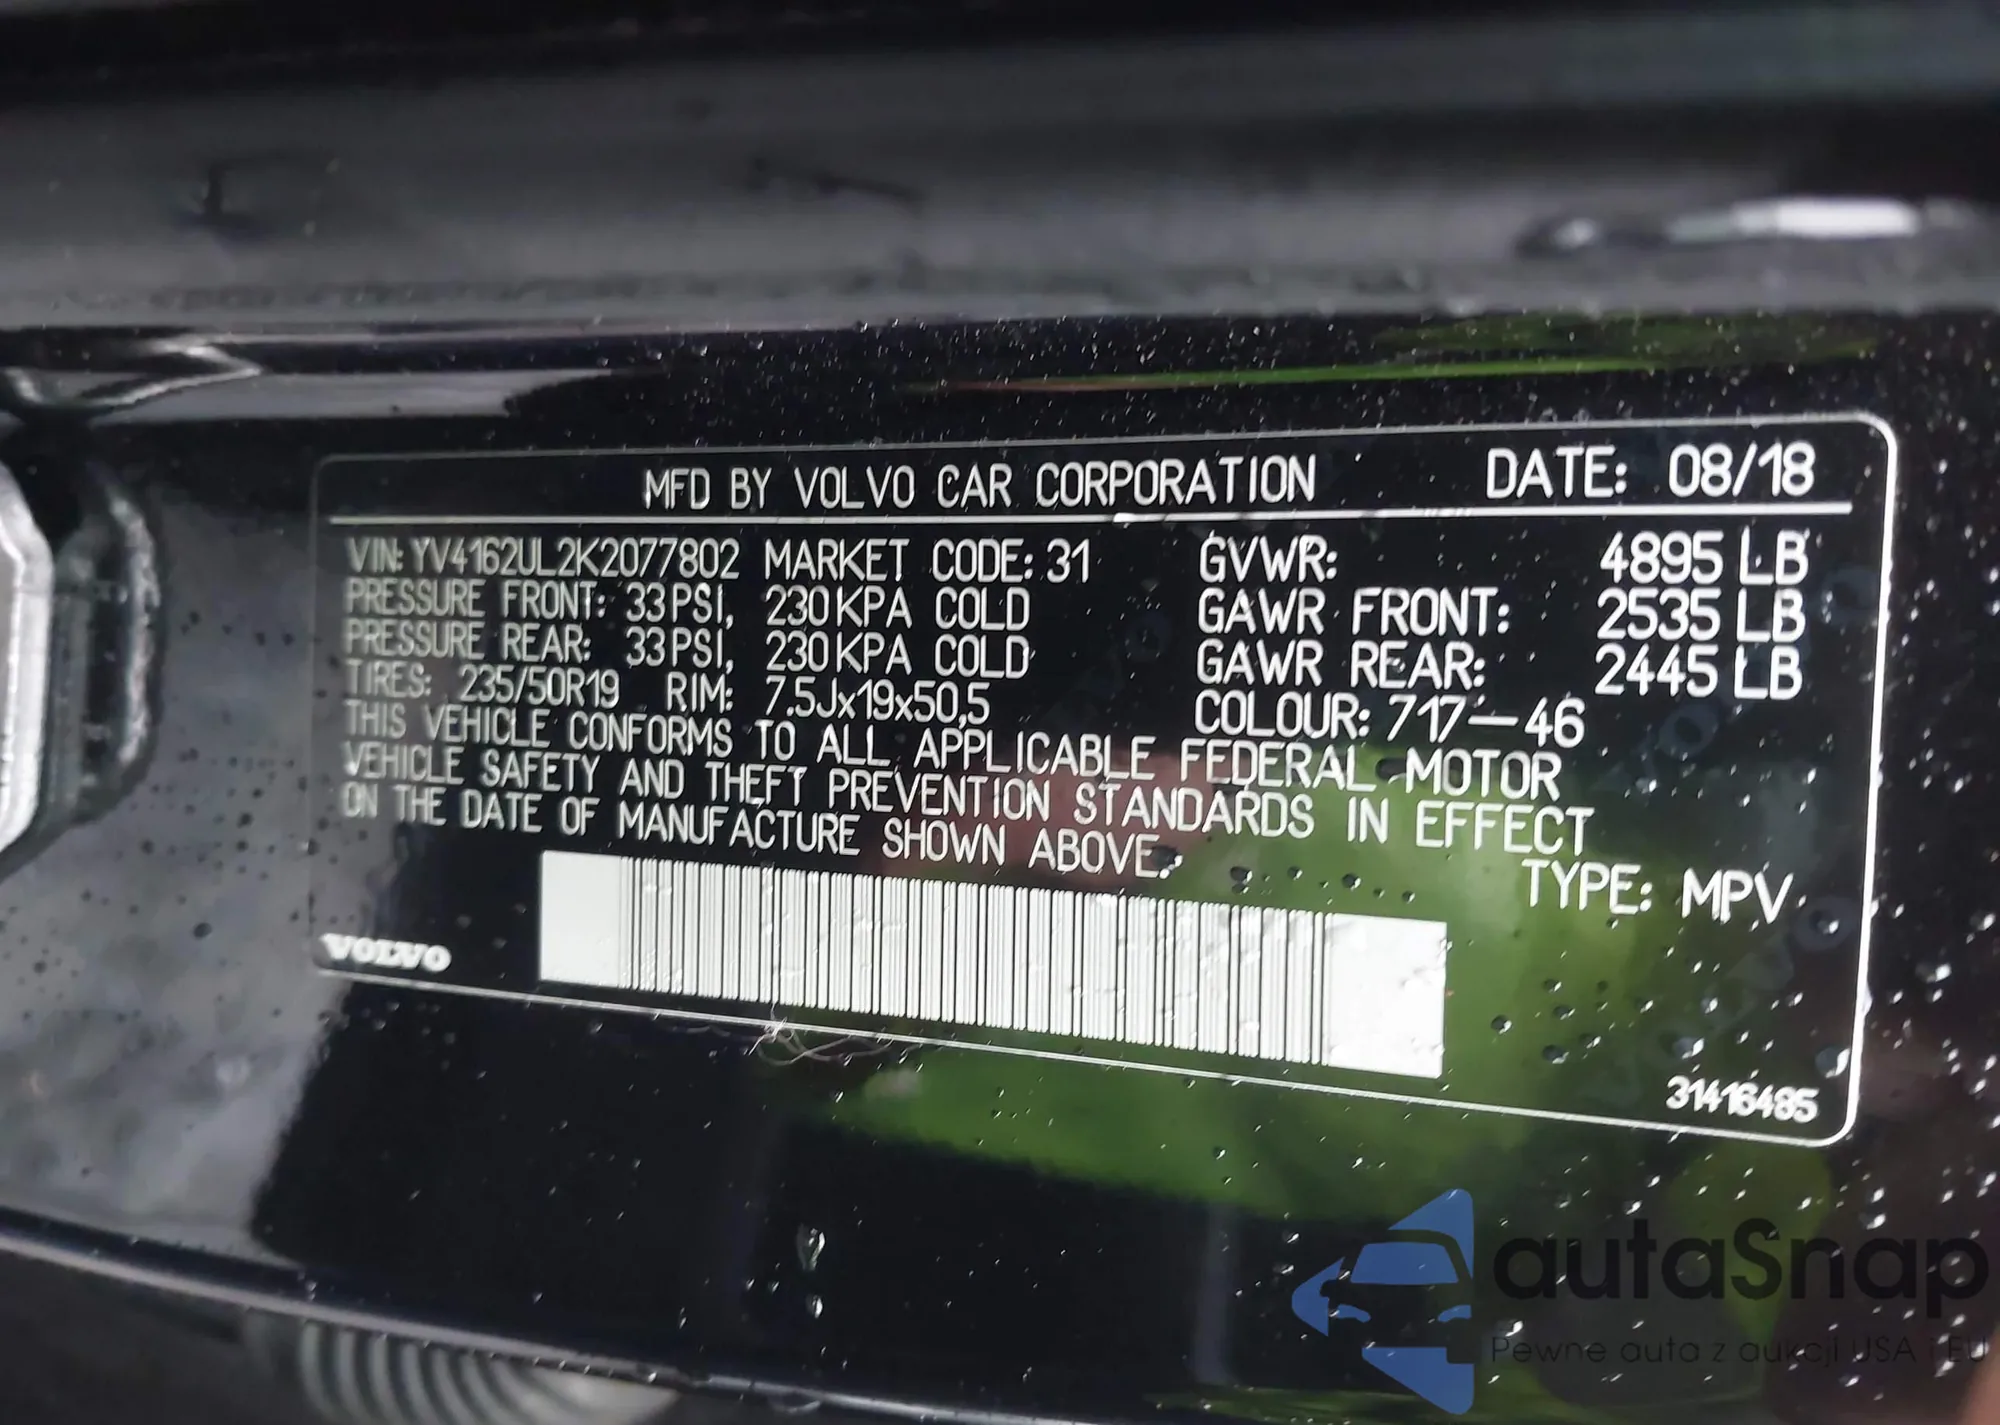 MFD BY VOLVO CAR CORPORATION DATE: 08/18
VIN: YV4162UL2K2077802 MARKET CODE: 31 GVWR: 4895 LB
PRESSURE FRONT: 33 PSI, 230 KPA COLD GAWR FRONT: 2535 LB
PRESSURE REAR: 33 PSI, 230 KPA COLD GAWR REAR: 2445 LB
TIRES: 235/50R19 RIM: 7.5Jx19x50,5 COLOUR: 717-46
THIS VEHICLE CONFORMS TO ALL APPLICABLE FEDERAL MOTOR
VEHICLE SAFETY AND THEFT PREVENTION STANDARDS IN EFFECT
ON THE DATE OF MANUFACTURE SHOWN ABOVE.
TYPE: MPV
VOLVO
31416485
autaSnap
Pewne auta z aukcji USA i EU